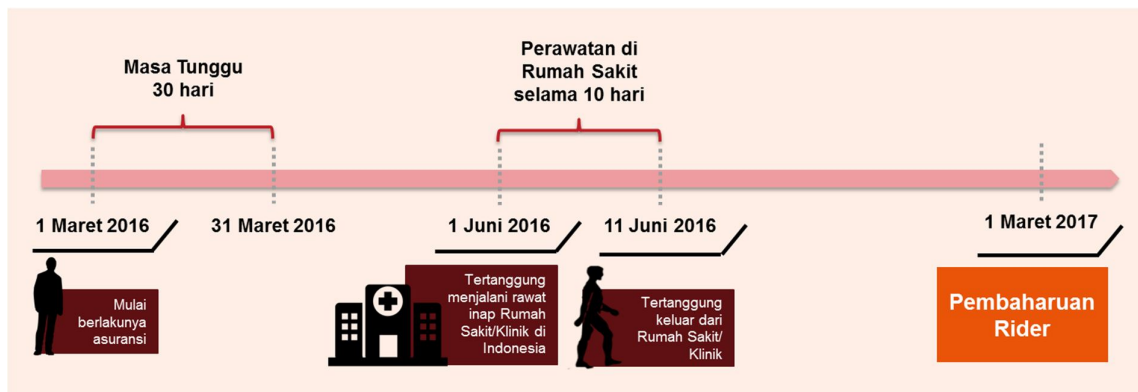 Masa Tunggu
30 hari
Perawatan di
Rumah Sakit
selama 10 hari
1 Maret 2016
31 Maret 2016
1 Juni 2016
11 Juni 2016
1 Maret 2017
Mulai
berlakunya
asuransi
Tertanggung
menjalani rawat
inap Rumah
Sakit/Klinik di
Indonesia
Tertanggung
keluar dari
Rumah Sakit/
Klinik
Pembaharuan
Rider